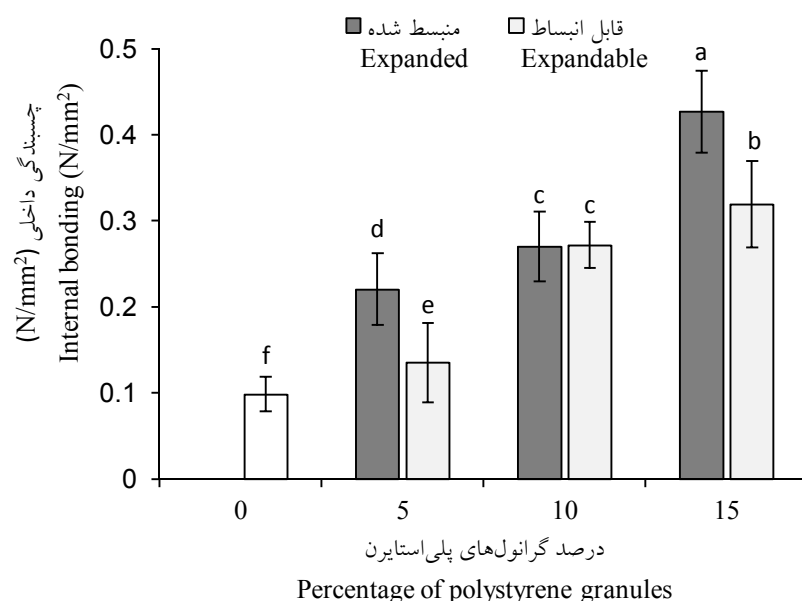 منبسط شده قابل انبساط
Expanded Expandable
چسبندگی داخلی (N/mm²)
Internal bonding (N/mm²)
0.5
0.4
0.3
0.2
0.1
0
f
d
e
c
c
a
b
0 5 10 15
درصد گرانول‌های پلی‌استایرن
Percentage of polystyrene granules